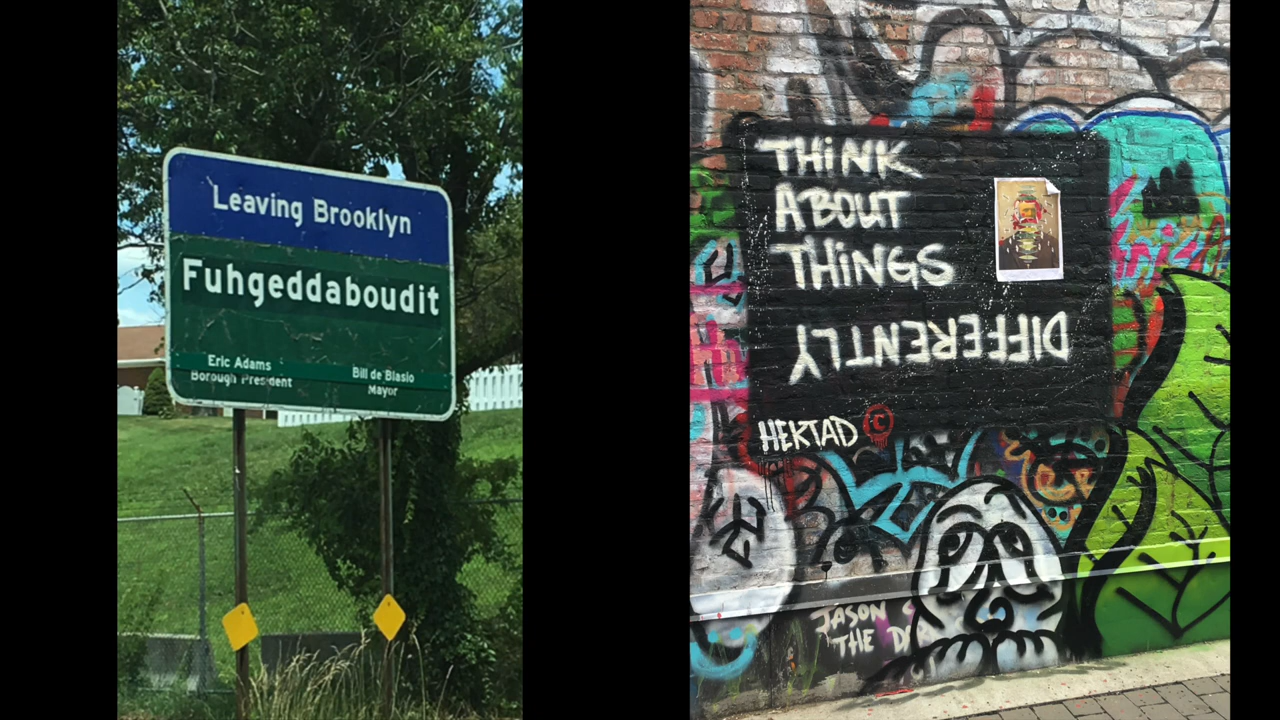 Leaving Brooklyn
Fuhgeddaboudit
Eric Adams
Borough President
Bill de Blasio
Mayor
THiNK
ABOUT
THiNGS
DIFFERENTLY
HEKTAD C
JASON
THE